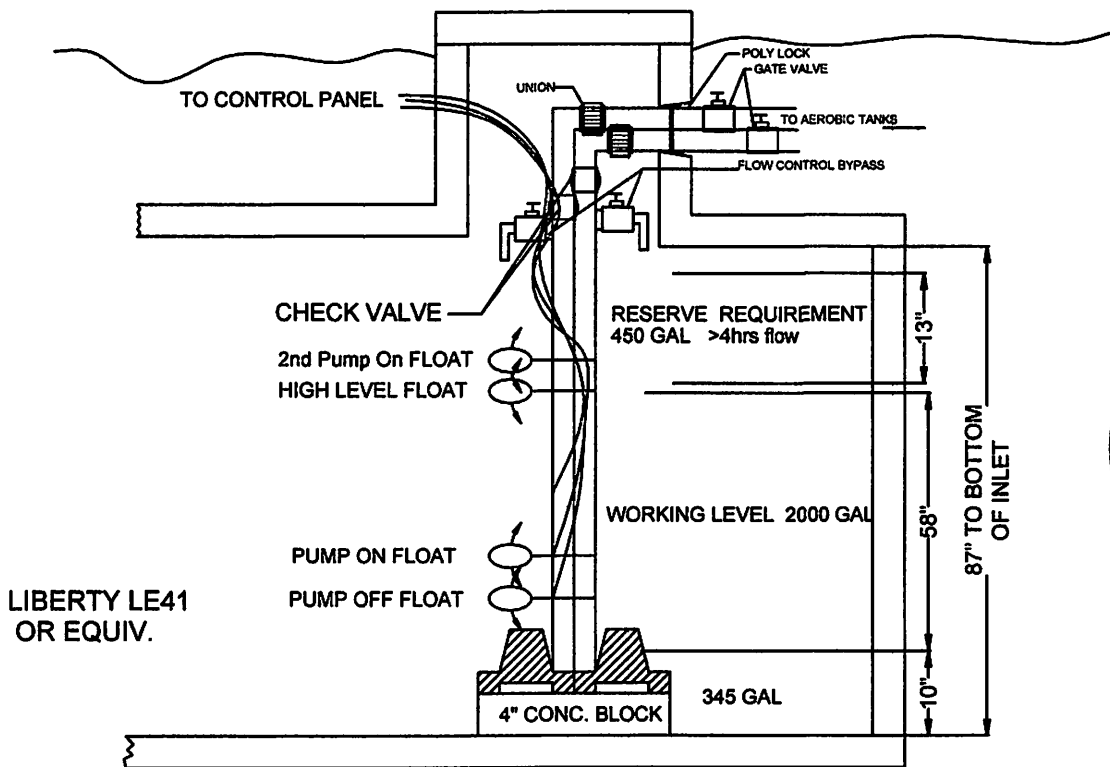 POLY LOCK
GATE VALVE
UNION
TO CONTROL PANEL
TO AEROBIC TANKS
FLOW CONTROL BYPASS
CHECK VALVE
RESERVE REQUIREMENT
450 GAL >4hrs flow
13"
2nd Pump On FLOAT
HIGH LEVEL FLOAT
87" TO BOTTOM
OF INLET
WORKING LEVEL 2000 GAL
58"
PUMP ON FLOAT
PUMP OFF FLOAT
LIBERTY LE41
OR EQUIV.
345 GAL
10"
4" CONC. BLOCK